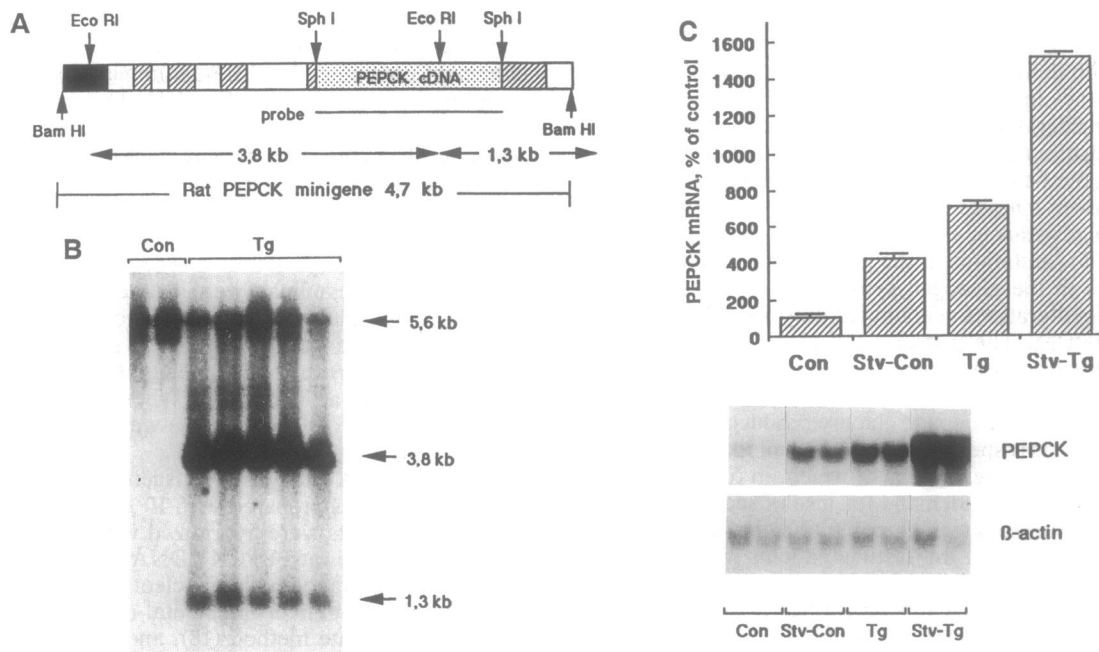 A
Eco RI
Sph I
Eco RI
Sph I
PEPCK cDNA
probe
Bam HI
Bam HI
3,8 kb
1,3 kb
Rat PEPCK minigene 4,7 kb
B
Con
Tg
5,6 kb
3,8 kb
1,3 kb
C
PEPCK mRNA, % of control
1600
1400
1200
1000
800
600
400
200
0
Con
Stv-Con
Tg
Stv-Tg
PEPCK
ß-actin
Con
Stv-Con
Tg
Stv-Tg